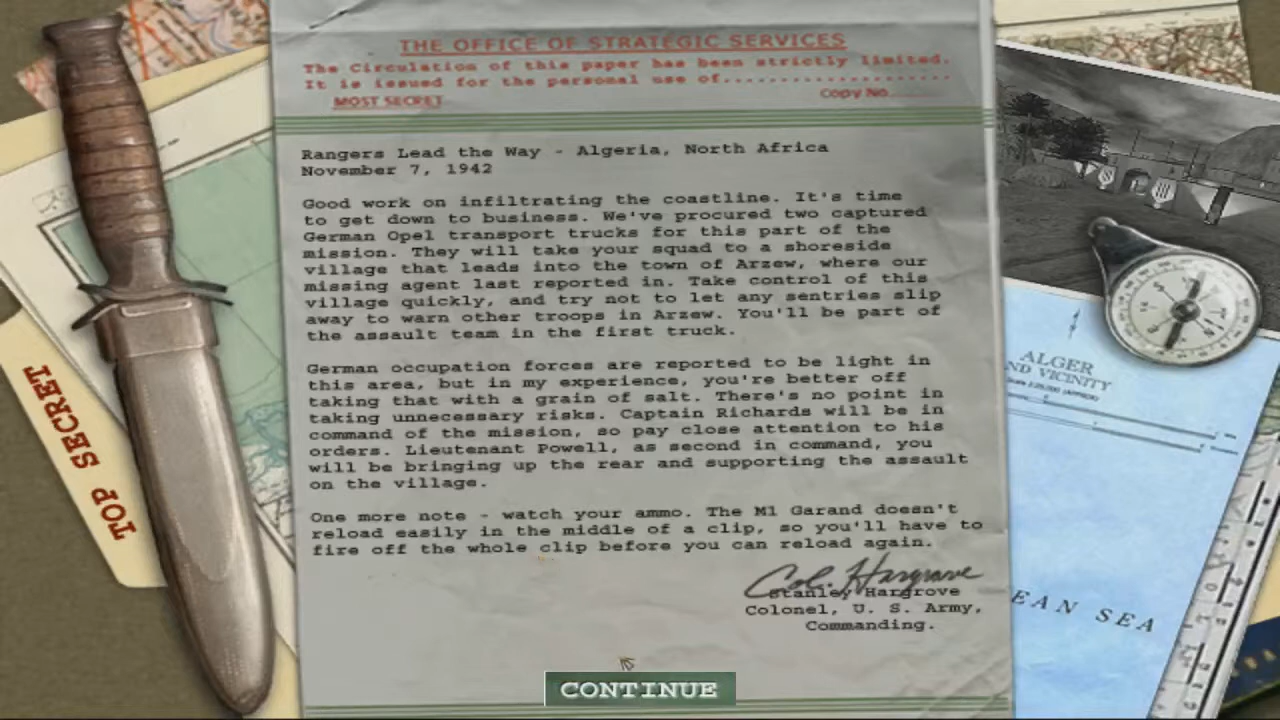 THE OFFICE OF STRATEGIC SERVICES
The Circulation of this paper has been strictly limited.
It is issued for the personal use of..................
MOST SECRET
Copy No.
Rangers Lead the Way - Algeria, North Africa
November 7, 1942
Good work on infiltrating the coastline. It's time
to get down to business. We've procured two captured
German Opel transport trucks for this part of the
mission. They will take your squad to a shoreside
village that leads into the town of Arzew, where our
missing agent last reported in. Take control of this
village quickly, and try not to let any sentries slip
away to warn other troops in Arzew. You'll be part of
the assault team in the first truck.
German occupation forces are reported to be light in
this area, but in my experience, you're better off
taking that with a grain of salt. There's no point in
taking unnecessary risks. Captain Richards will be in
command of the mission, so pay close attention to his
orders. Lieutenant Powell, as second in command, you
will be bringing up the rear and supporting the assault
on the village.
One more note - watch your ammo. The M1 Garand doesn't
reload easily in the middle of a clip, so you'll have to
fire off the whole clip before you can reload again.
Col. Hargrove
Stanley Hargrove
Colonel, U. S. Army,
Commanding.
CONTINUE
TOP SECRET
ALGER
ND VICINITY
EAN SEA